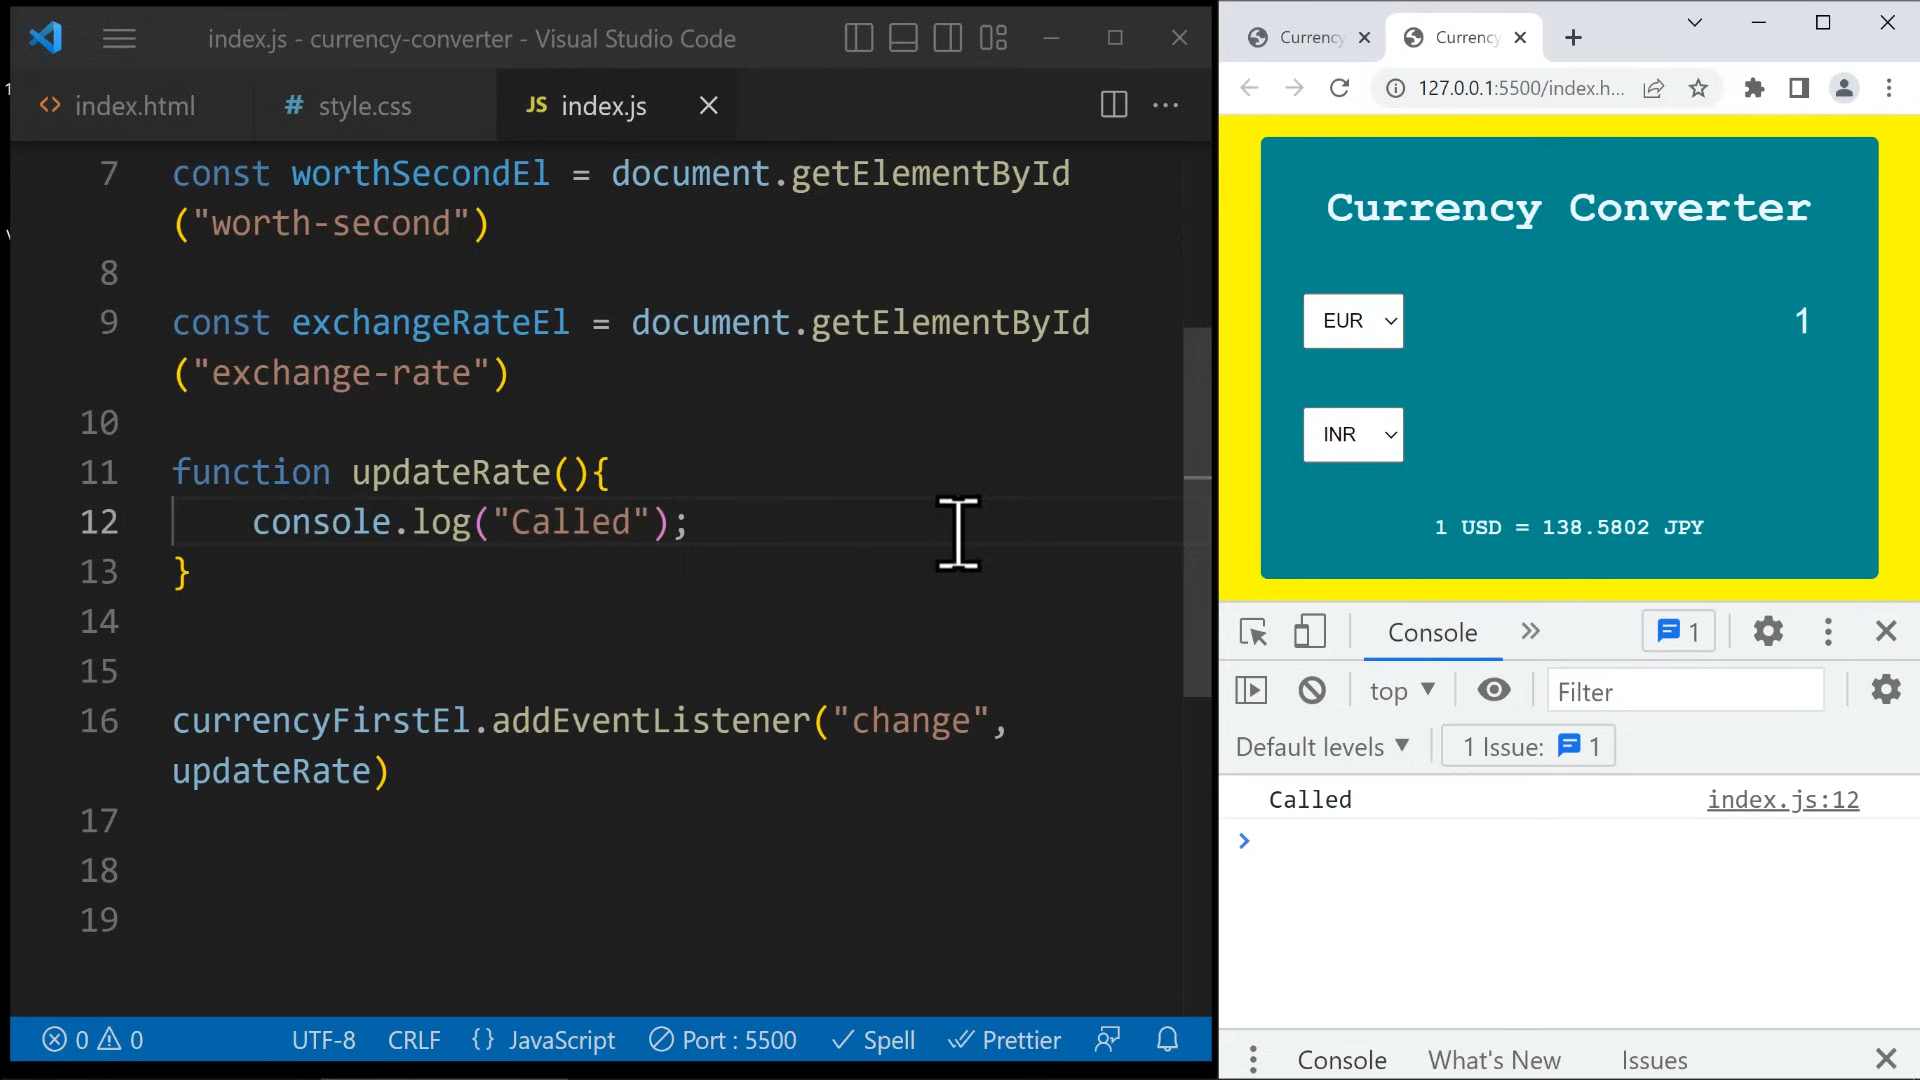 index.js - currency-converter - Visual Studio Code
<> index.html
# style.css
JS index.js
7 const worthSecondEl = document.getElementById
("worth-second")
8
9 const exchangeRateEl = document.getElementById
("exchange-rate")
10
11 function updateRate(){
12 console.log("Called");
13 }
14
15
16 currencyFirstEl.addEventListener("change",
updateRate)
17
18
19
0 0 UTF-8 CRLF {} JavaScript Port : 5500 Spell Prettier
Currency
Currency
127.0.0.1:5500/index.h...
Currency Converter
EUR 1
INR
1 USD = 138.5802 JPY
Console 1
top Filter
Default levels 1 Issue: 1
Called index.js:12
Console What's New Issues